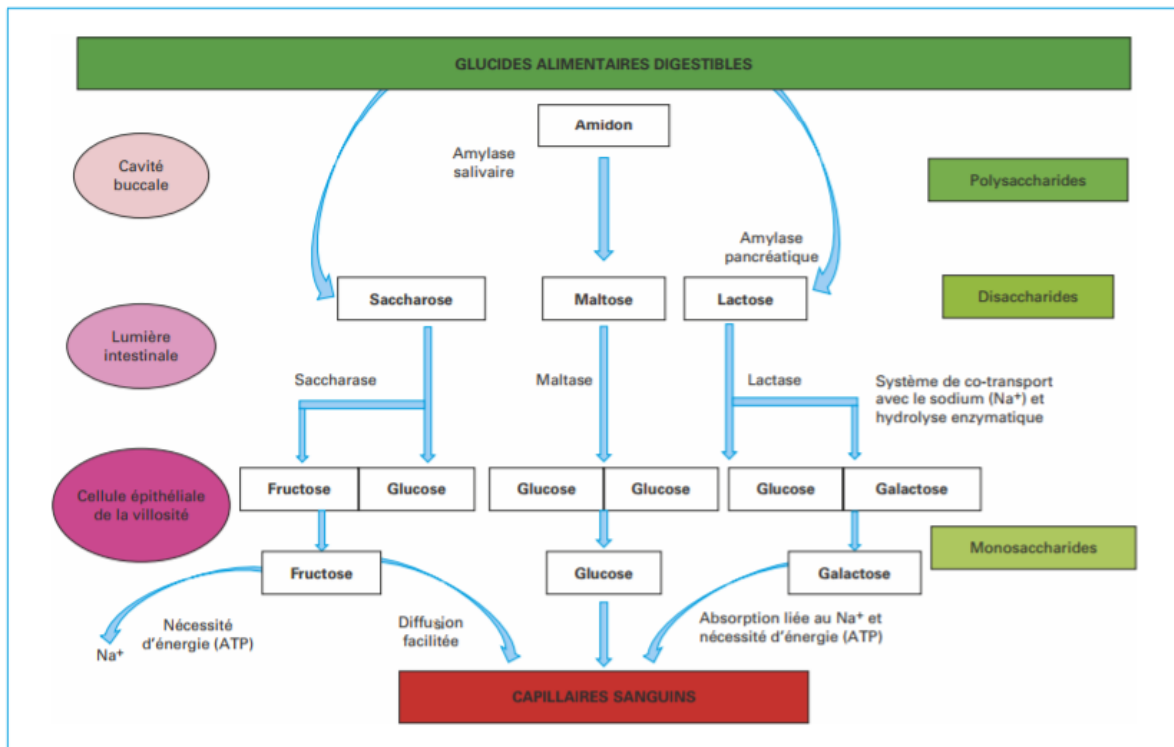 GLUCIDES ALIMENTAIRES DIGESTIBLES
Amidon
Cavité
buccale
Amylase
salivaire
Polysaccharides
Amylase
pancréatique
Saccharose
Maltose
Lactose
Disaccharides
Lumière
intestinale
Saccharase
Maltase
Lactase
Système de co-transport
avec le sodium (Na⁺) et
hydrolyse enzymatique
Cellule épithéliale
de la villosité
Fructose
Glucose
Glucose
Glucose
Glucose
Galactose
Monosaccharides
Fructose
Glucose
Galactose
Nécessité
d'énergie (ATP)
Na⁺
Diffusion
facilitée
Absorption liée au Na⁺ et
nécessité d'énergie (ATP)
CAPILLAIRES SANGUINS